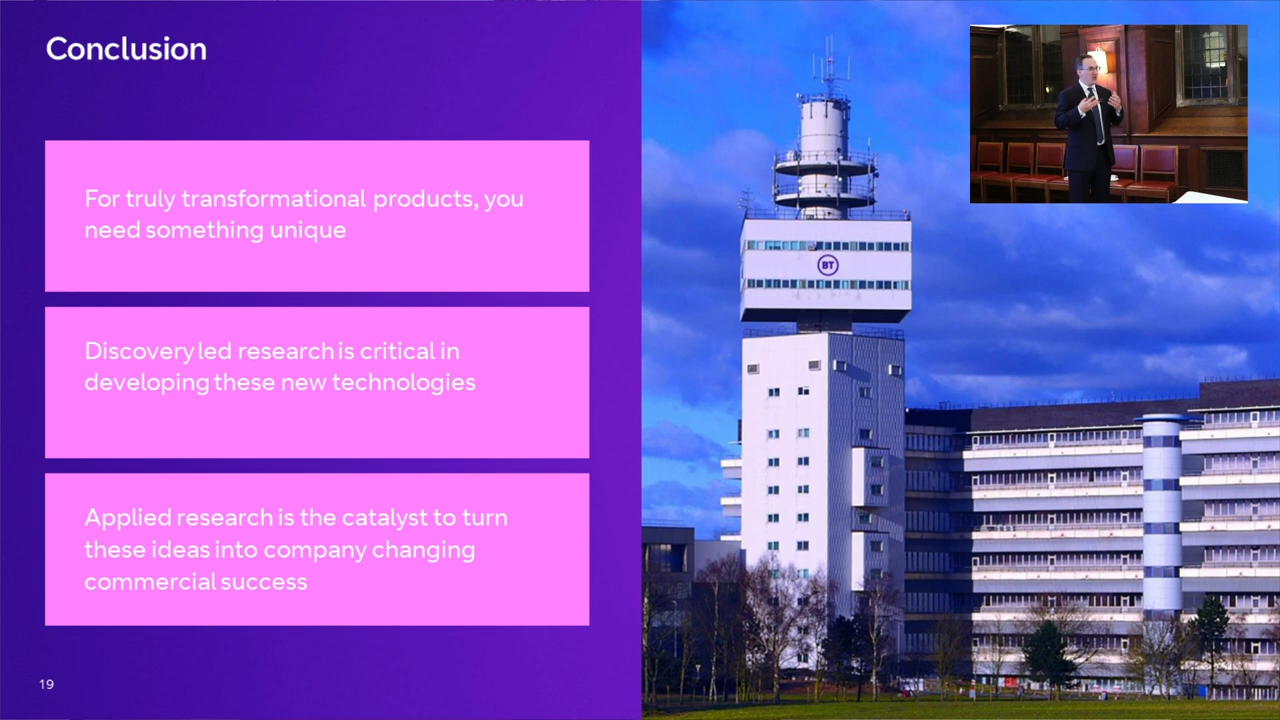 Conclusion
For truly transformational products, you
need something unique
Discovery led research is critical in
developing these new technologies
Applied research is the catalyst to turn
these ideas into company changing
commercial success
19
BT